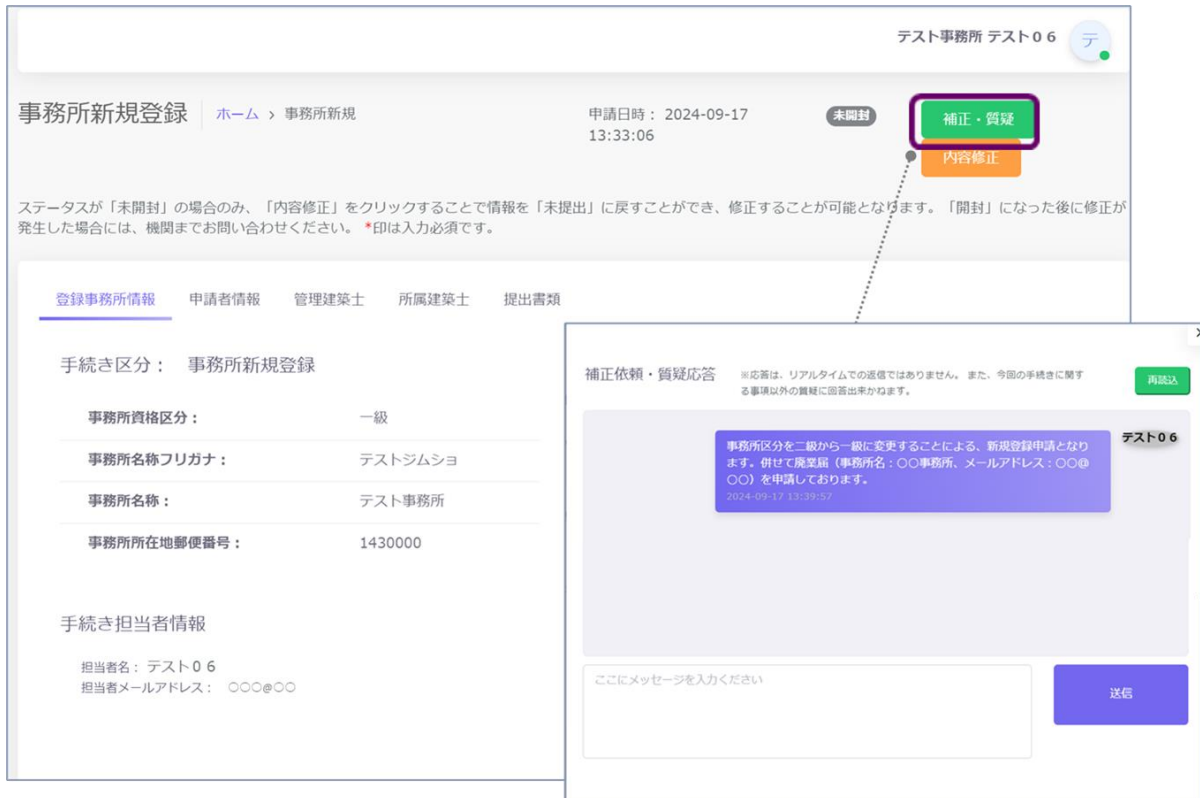 テスト事務所 テスト０６
テ
事務所新規登録
ホーム › 事務所新規
申請日時： 2024-09-17
13:33:06
未開封
補正・質疑
内容修正
ステータスが「未開封」の場合のみ、「内容修正」をクリックすることで情報を「未提出」に戻すことができ、修正することが可能となります。「開封」になった後に修正が
発生した場合には、機関までお問い合わせください。 *印は入力必須です。
登録事務所情報 申請者情報 管理建築士 所属建築士 提出書類
手続き区分： 事務所新規登録
事務所資格区分： 一級
事務所名称フリガナ： テストジムショ
事務所名称： テスト事務所
事務所所在地郵便番号： 1430000
手続き担当者情報
担当者名： テスト０６
担当者メールアドレス： ○○○@○○
補正依頼・質疑応答
※応答は、リアルタイムでの返信ではありません。 また、今回の手続きに関す
る事項以外の質疑に回答出来かねます。
再読込
テスト０６
事務所区分を二級から一級に変更することによる、新規登録申請となり
ます。併せて廃業届（事務所名：○○事務所、メールアドレス：○○@
○○）を申請しております。
2024-09-17 13:39:57
ここにメッセージを入力ください
送信